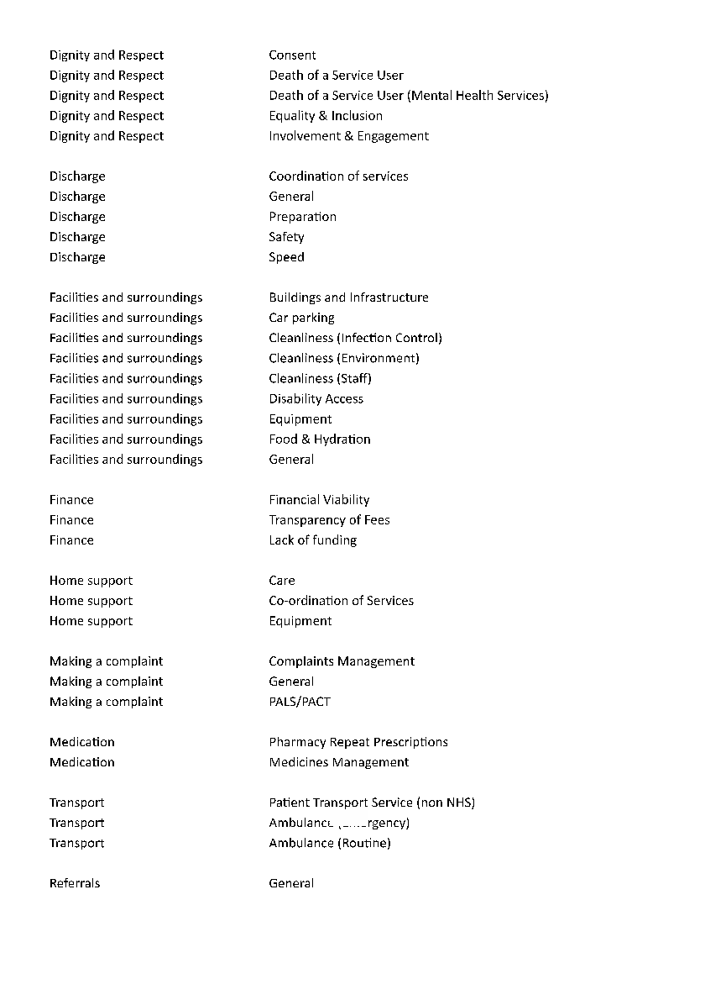 Dignity and Respect Consent
Dignity and Respect Death of a Service User
Dignity and Respect Death of a Service User (Mental Health Services)
Dignity and Respect Equality & Inclusion
Dignity and Respect Involvement & Engagement
Discharge Coordination of services
Discharge General
Discharge Preparation
Discharge Safety
Discharge Speed
Facilities and surroundings Buildings and Infrastructure
Facilities and surroundings Car parking
Facilities and surroundings Cleanliness (Infection Control)
Facilities and surroundings Cleanliness (Environment)
Facilities and surroundings Cleanliness (Staff)
Facilities and surroundings Disability Access
Facilities and surroundings Equipment
Facilities and surroundings Food & Hydration
Facilities and surroundings General
Finance Financial Viability
Finance Transparency of Fees
Finance Lack of funding
Home support Care
Home support Co-ordination of Services
Home support Equipment
Making a complaint Complaints Management
Making a complaint General
Making a complaint PALS/PACT
Medication Pharmacy Repeat Prescriptions
Medication Medicines Management
Transport Patient Transport Service (non NHS)
Transport Ambulance
Transport Ambulance (Routine)
Referrals General